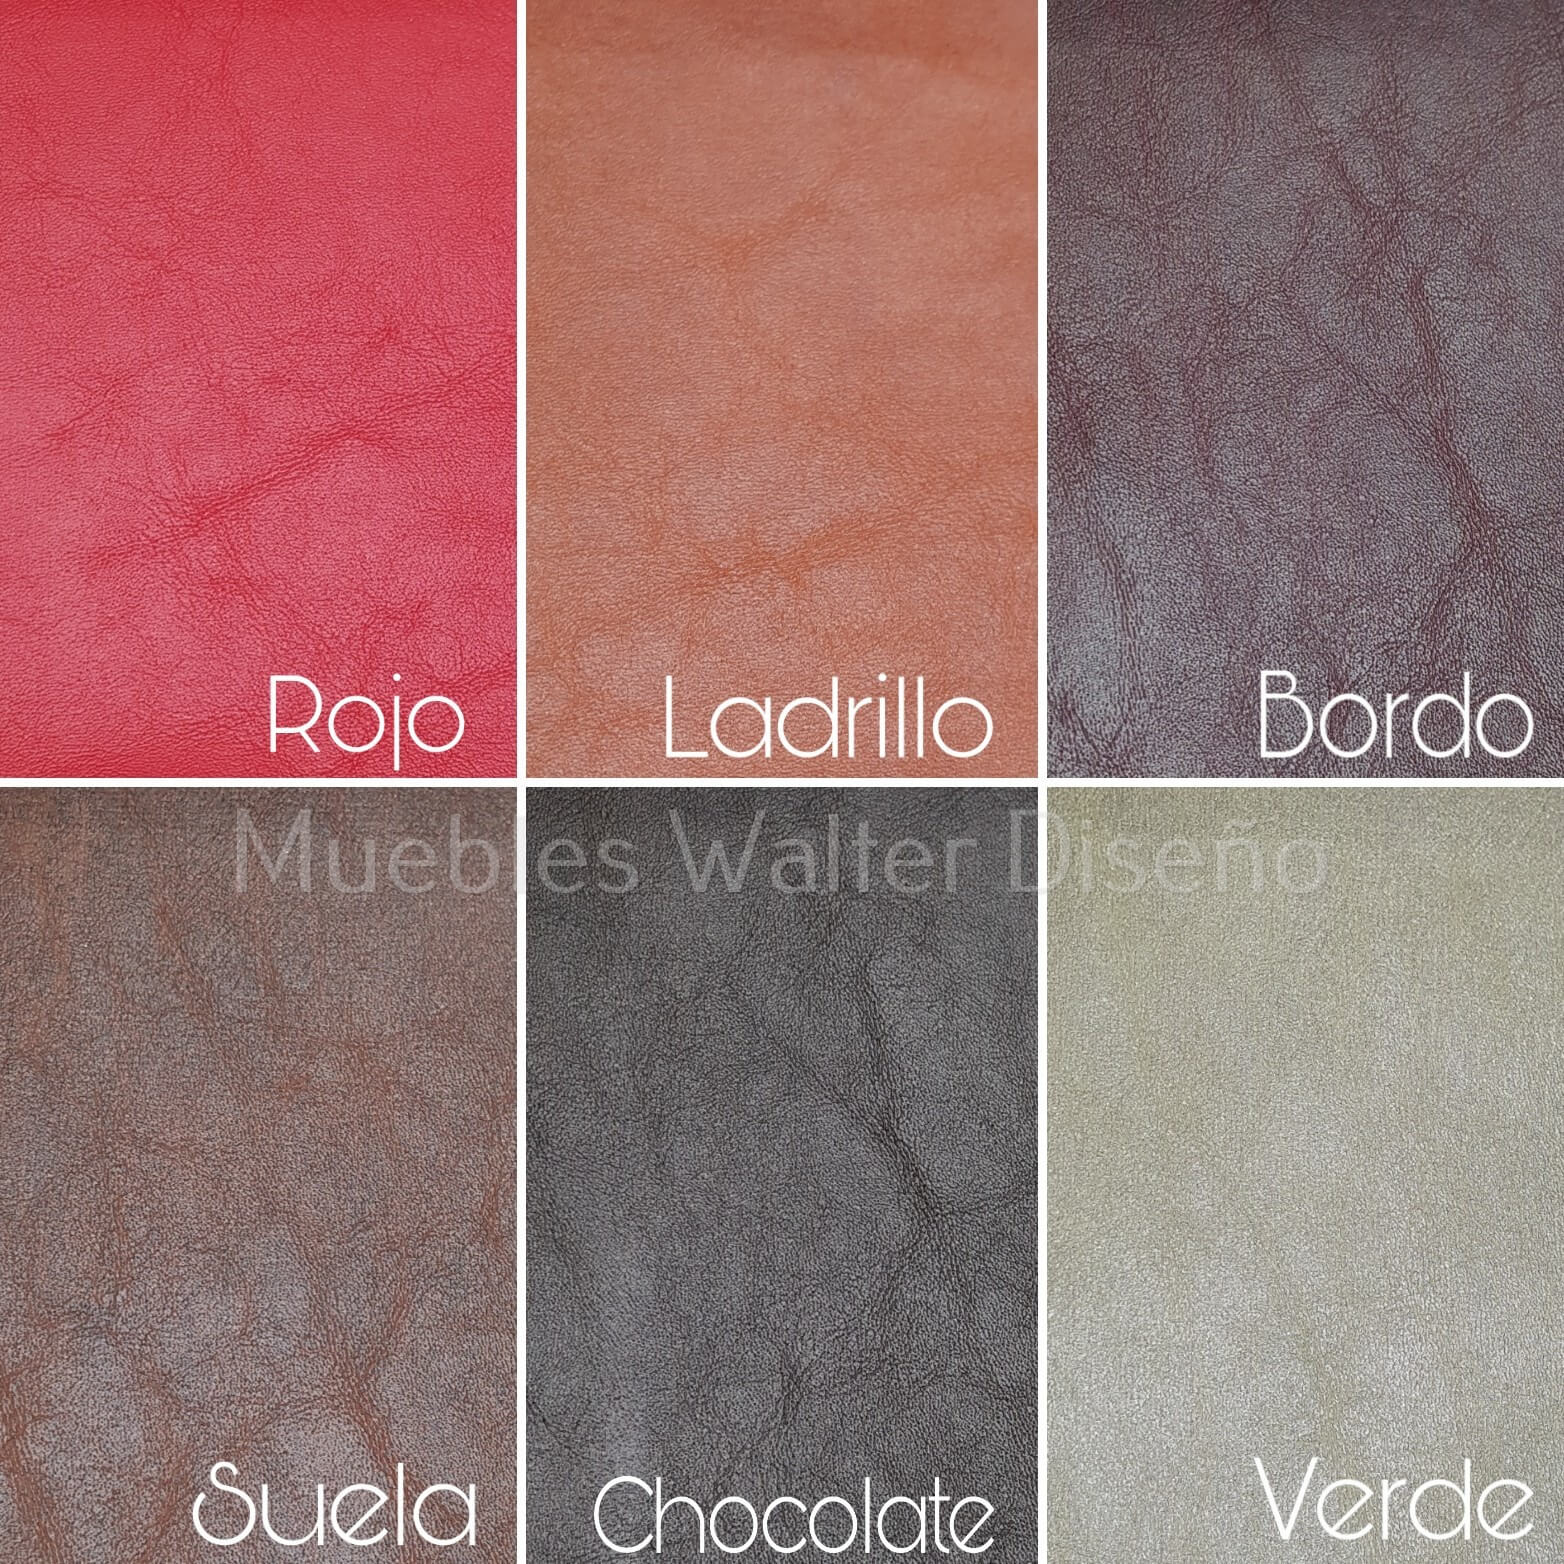 Rojo
Ladrillo
Bordo
Muebles Walter Diseño
Suela
Chocolate
Verde